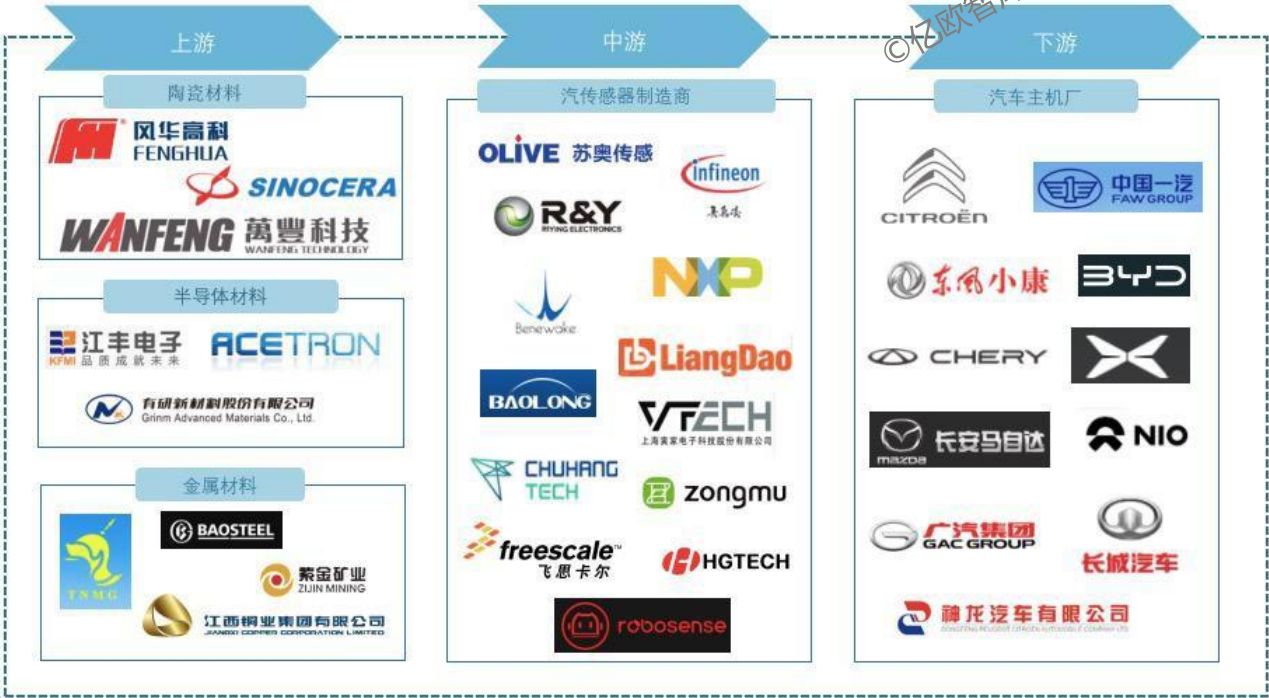 上游
陶瓷材料
风华高科
FENGHUA
SINOCERA
WANFENG 萬豐科技
WANFENG TECHNOLOGY
半导体材料
KFMI 江丰电子
品质成就未来
ACETRON
有研新材料股份有限公司
Grinm Advanced Materials Co., Ltd.
金属材料
TNMG
BAOSTEEL
紫金矿业
ZIJIN MINING
江西铜业集团有限公司
JIANGXI COPPER CORPORATION LIMITED
中游
汽传感器制造商
OLIVE 苏奥传感
infineon
R&Y
RIYING ELECTRONICS
NXP
Benewake
LiangDao
BAOLONG
VTECH
上海寅家电子科技股份有限公司
CHUHANG
TECH
zongmu
freescale™
飞思卡尔
HGTECH
robosense
©亿欧智库
下游
汽车主机厂
CITROËN
中国一汽
FAW GROUP
东风小康
BYD
CHERY
mazda 长安马自达
NIO
广汽集团
GAC GROUP
长城汽车
神龙汽车有限公司
DONGFENG PEUGEOT CITROEN AUTOMOBILE COMPANY LTD